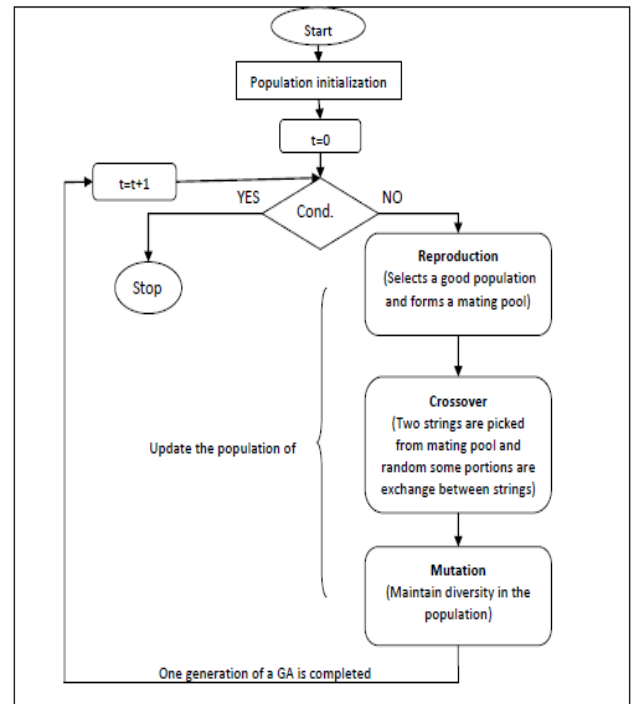 Start
Population initialization
t=0
t=t+1
YES
NO
Cond.
Stop
Reproduction
(Selects a good population
and forms a mating pool)
Crossover
(Two strings are picked
from mating pool and
random some portions are
exchange between strings)
Update the population of
Mutation
(Maintain diversity in the
population)
One generation of a GA is completed